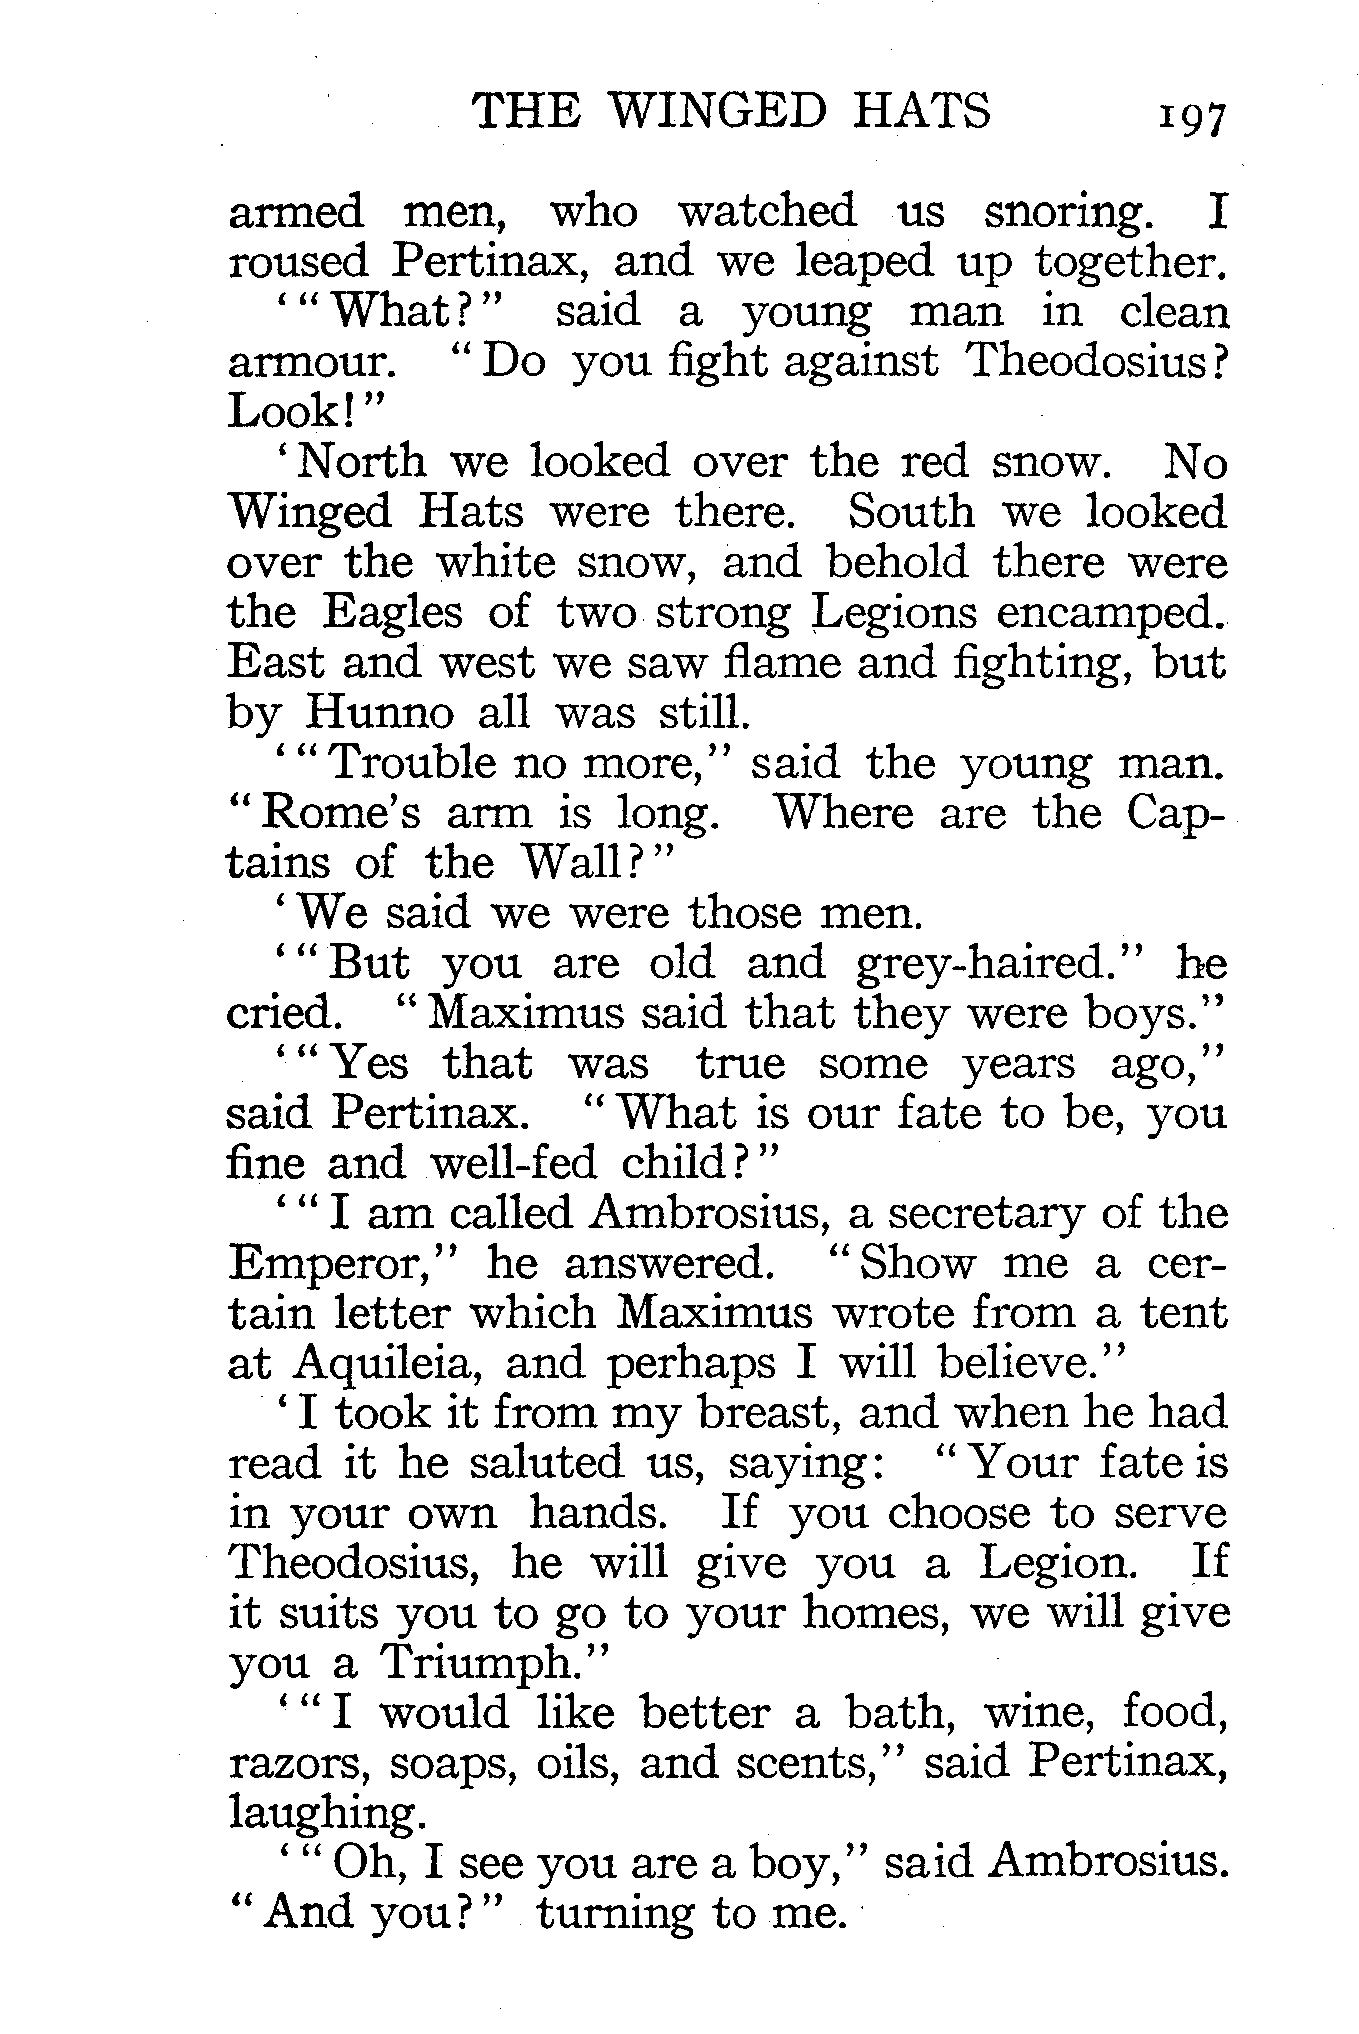 THE WINGED HATS 197
armed men, who watched us snoring. I
roused Pertinax, and we leaped up together.
‘“What?” said a young man in clean
armour. “Do you fight against Theodosius?
Look!”
‘North we looked over the red snow. No
Winged Hats were there. South we looked
over the white snow, and behold there were
the Eagles of two strong Legions encamped.
East and west we saw flame and fighting, but
by Hunno all was still.
‘“Trouble no more,” said the young man.
“Rome’s arm is long. Where are the Cap-
tains of the Wall?”
‘We said we were those men.
‘“But you are old and grey-haired.” he
cried. “Maximus said that they were boys.”
‘“Yes that was true some years ago,”
said Pertinax. “What is our fate to be, you
fine and well-fed child?”
‘“I am called Ambrosius, a secretary of the
Emperor,” he answered. “Show me a cer-
tain letter which Maximus wrote from a tent
at Aquileia, and perhaps I will believe.”
‘I took it from my breast, and when he had
read it he saluted us, saying: “Your fate is
in your own hands. If you choose to serve
Theodosius, he will give you a Legion. If
it suits you to go to your homes, we will give
you a Triumph.”
‘“I would like better a bath, wine, food,
razors, soaps, oils, and scents,” said Pertinax,
laughing.
‘“Oh, I see you are a boy,” said Ambrosius.
“And you?” turning to me.